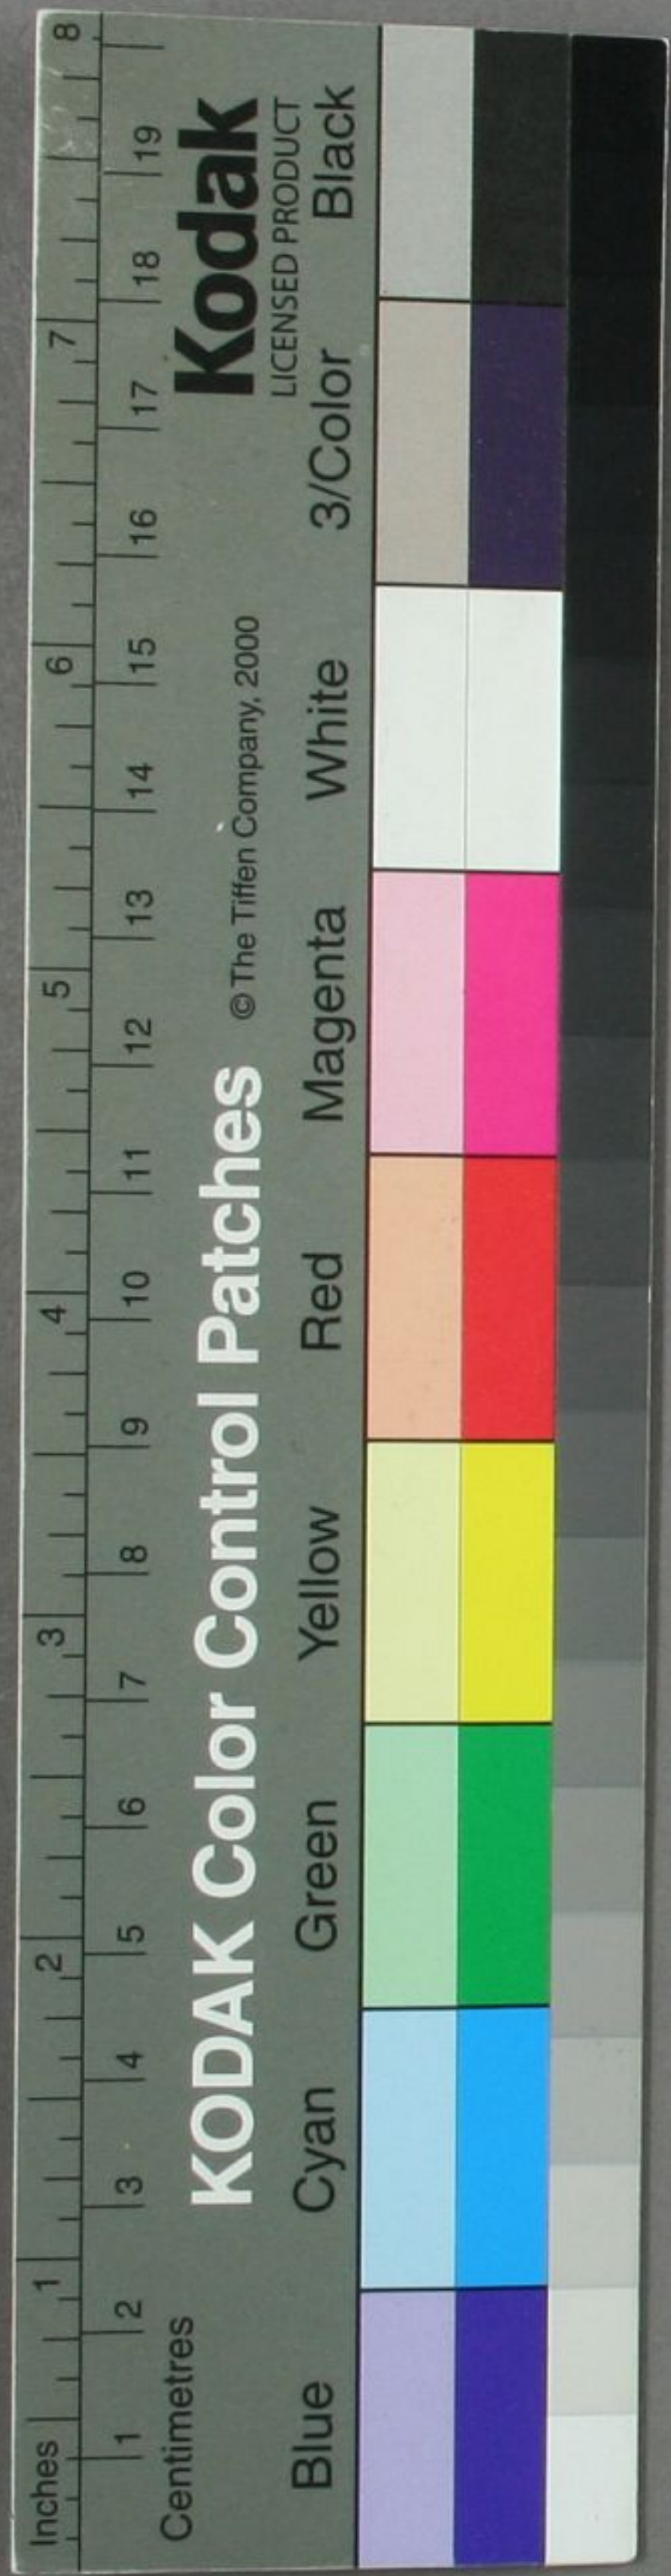 Inches 1 2 3 4 5 6 7 8
Centimetres 1 2 3 4 5 6 7 8 9 10 11 12 13 14 15 16 17 18 19
KODAK Color Control Patches © The Tiffen Company, 2000 Kodak
LICENSED PRODUCT
Blue Cyan Green Yellow Red Magenta White 3/Color Black